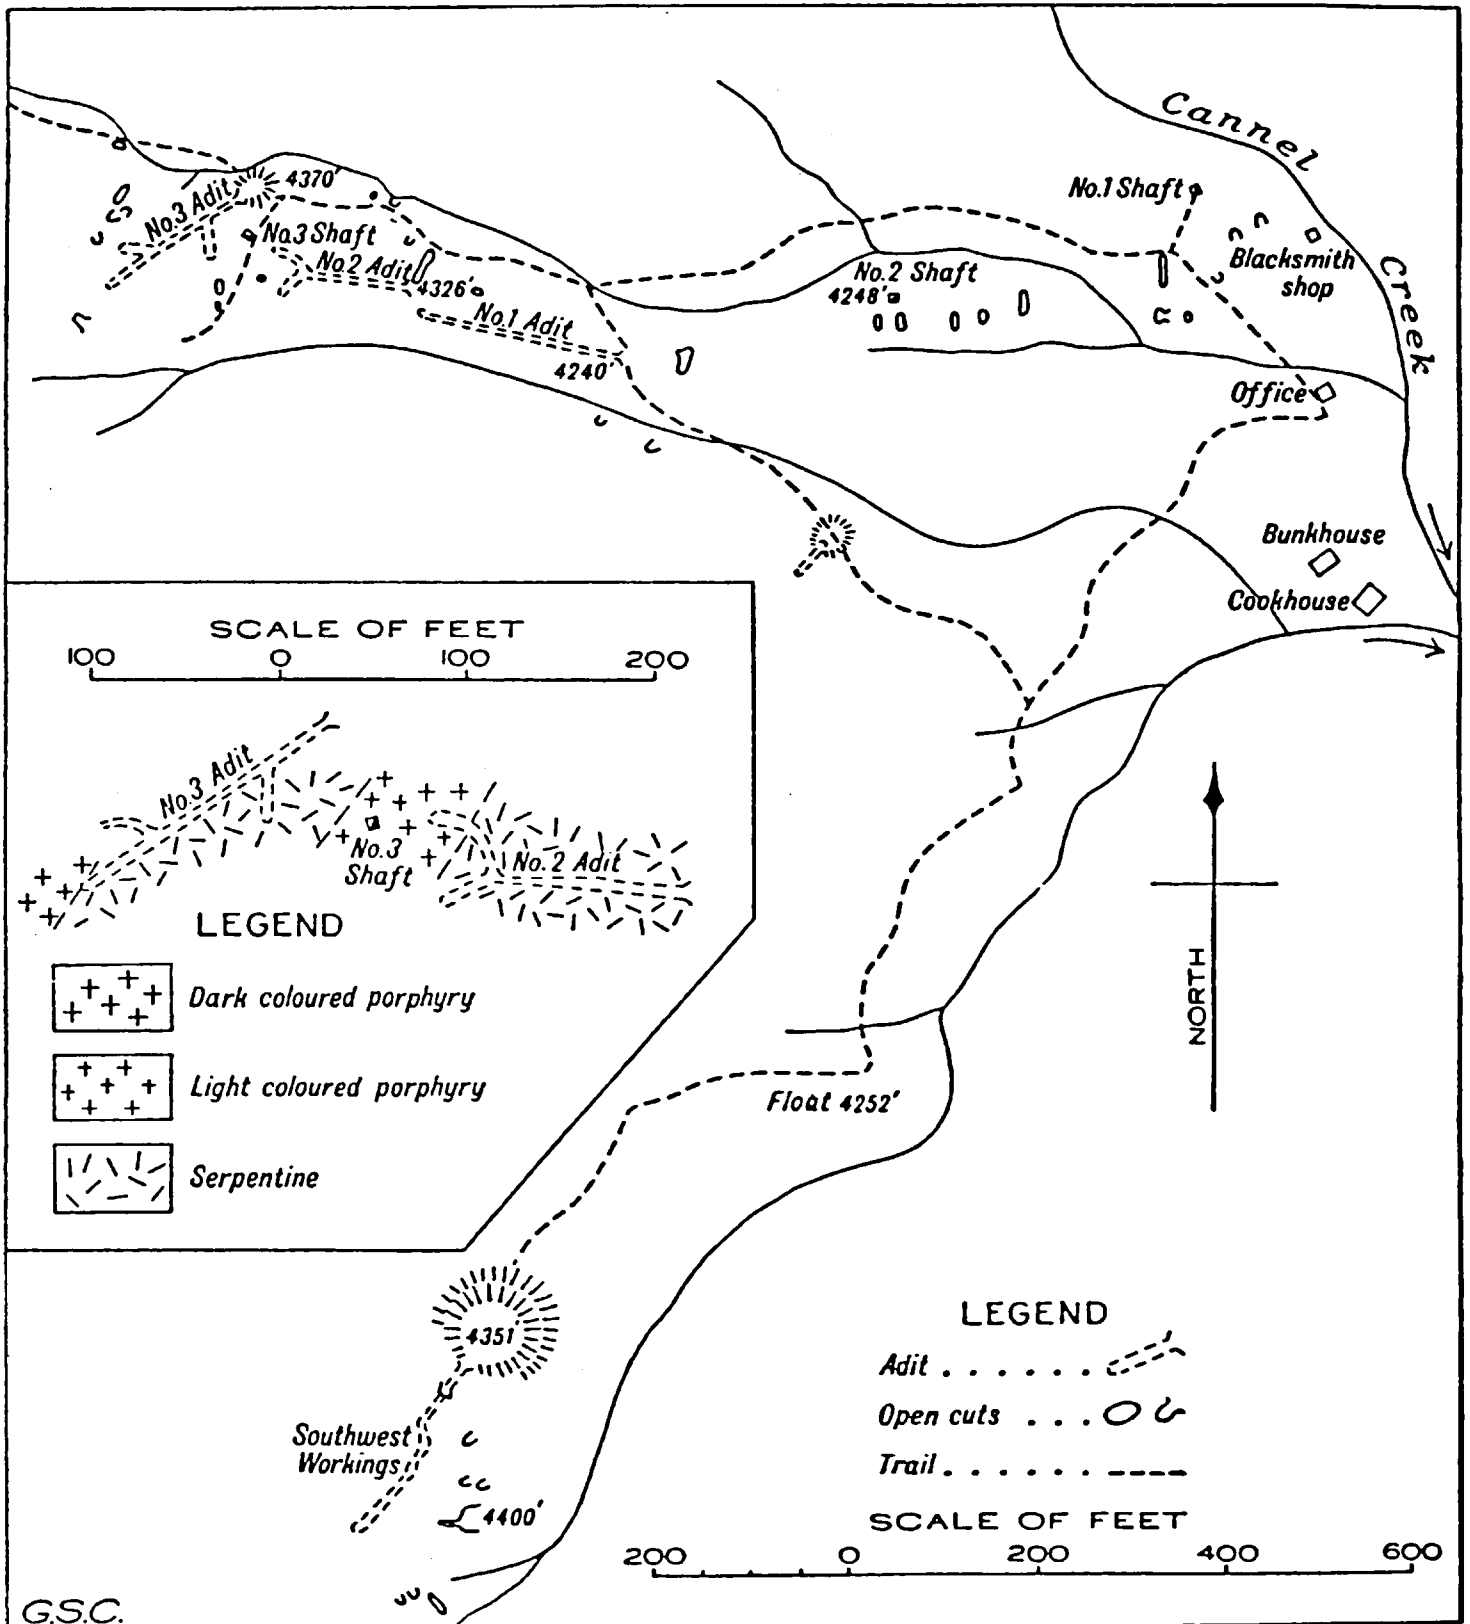 Cannel
Creek
4370'
No.3 Adit
No.1 Shaft
No.3 Shaft
No.2 Adit
4326'
No.2 Shaft
4248'
Blacksmith
shop
No.1 Adit
4240'
Office
Bunkhouse
Cookhouse
SCALE OF FEET
100 0 100 200
No.3 Adit
No.3
Shaft
No.2 Adit
LEGEND
Dark coloured porphyry
Light coloured porphyry
Serpentine
NORTH
Float 4252'
4351'
Southwest
Workings
4400'
LEGEND
Adit . . . . . .
Open cuts . . .
Trail . . . . . .
SCALE OF FEET
200 0 200 400 600
G.S.C.